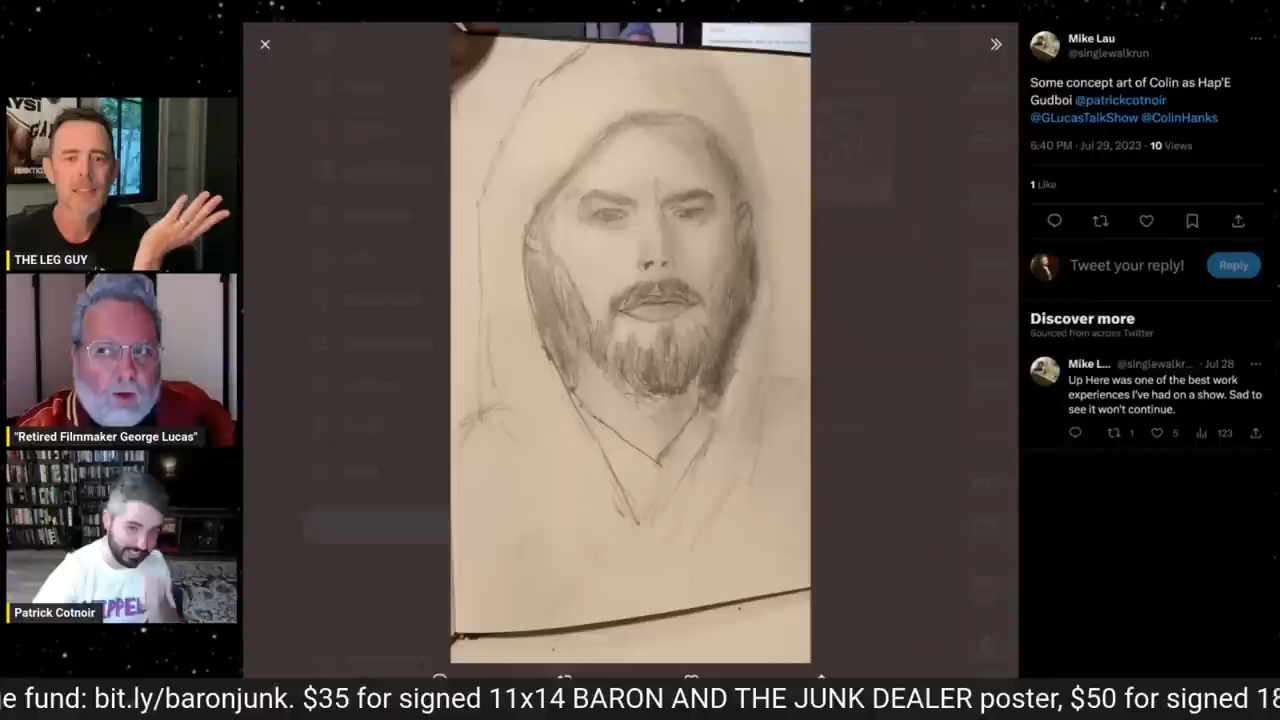 YSI
GA
THE LEG GUY
"Retired Filmmaker George Lucas"
Patrick Cotnoir
Mike Lau
@singlewalkrun
Some concept art of Colin as Hap'E
Gudboi @patrickcotnoir
@GLucasTalkShow @ColinHanks
6:40 PM · Jul 29, 2023 · 10 Views
1 Like
Tweet your reply!
Reply
Discover more
Sourced from across Twitter
Mike L... @singlewalkr... · Jul 28
Up Here was one of the best work
experiences I've had on a show. Sad to
see it won't continue.
1 5 123
e fund: bit.ly/baronjunk. $35 for signed 11x14 BARON AND THE JUNK DEALER poster, $50 for signed 18